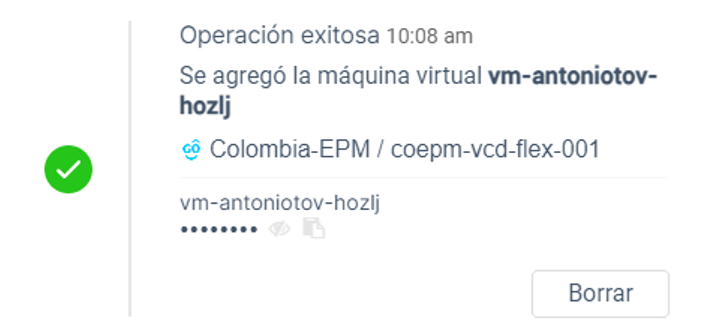 Operación exitosa 10:08 am
Se agregó la máquina virtual vm-antoniotov-
hozlj
GO Colombia-EPM / coepm-vcd-flex-001
vm-antoniotov-hozlj
••••••••
Borrar